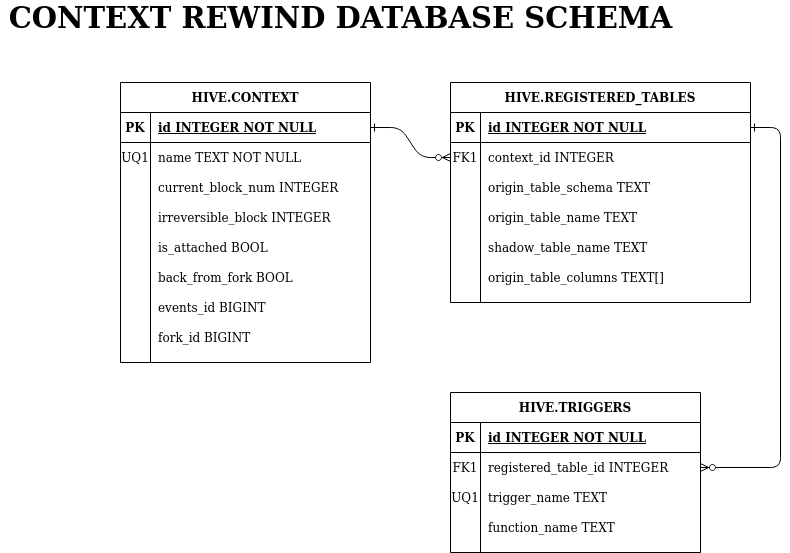 CONTEXT REWIND DATABASE SCHEMA
HIVE.CONTEXT
PK id INTEGER NOT NULL
UQ1 name TEXT NOT NULL
current_block_num INTEGER
irreversible_block INTEGER
is_attached BOOL
back_from_fork BOOL
events_id BIGINT
fork_id BIGINT
HIVE.REGISTERED_TABLES
PK id INTEGER NOT NULL
FK1 context_id INTEGER
origin_table_schema TEXT
origin_table_name TEXT
shadow_table_name TEXT
origin_table_columns TEXT[]
HIVE.TRIGGERS
PK id INTEGER NOT NULL
FK1 registered_table_id INTEGER
UQ1 trigger_name TEXT
function_name TEXT